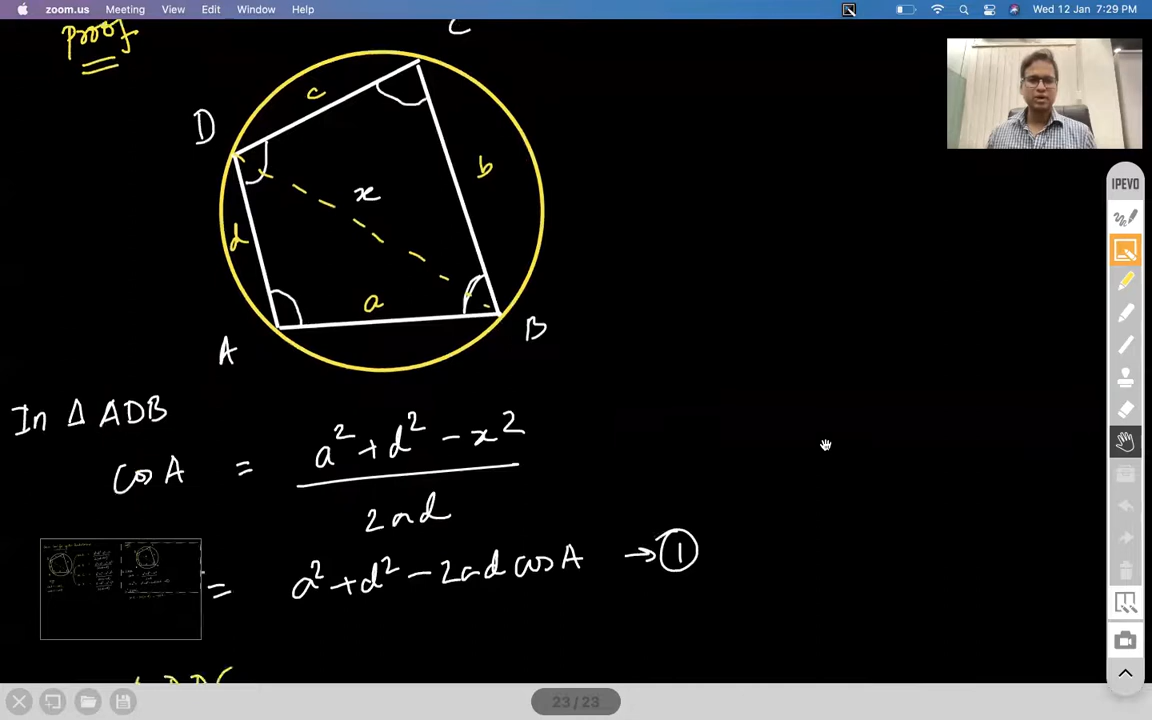 zoom.us Meeting View Edit Window Help Wed 12 Jan 7:29 PM
Proof
C
D
c
b
x
d
a
A
B
IPEVO
In Δ ADB
cos A = a² + d² - x² / 2ad
= a² + d² - 2ad cos A → ①
23 / 23